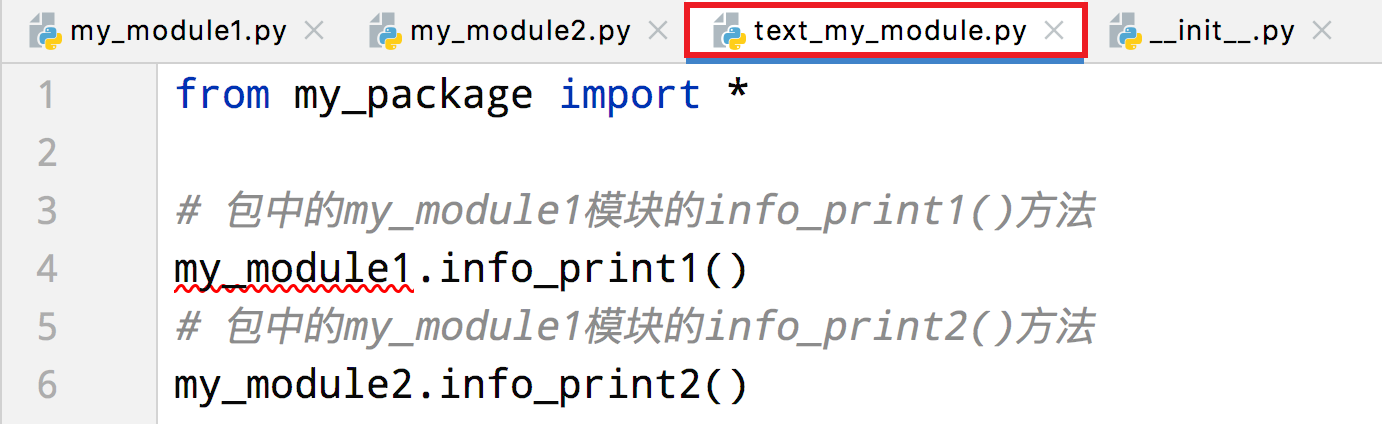 my_module1.py my_module2.py text_my_module.py __init__.py
1 from my_package import *
2
3 # 包中的my_module1模块的info_print1()方法
4 my_module1.info_print1()
5 # 包中的my_module1模块的info_print2()方法
6 my_module2.info_print2()